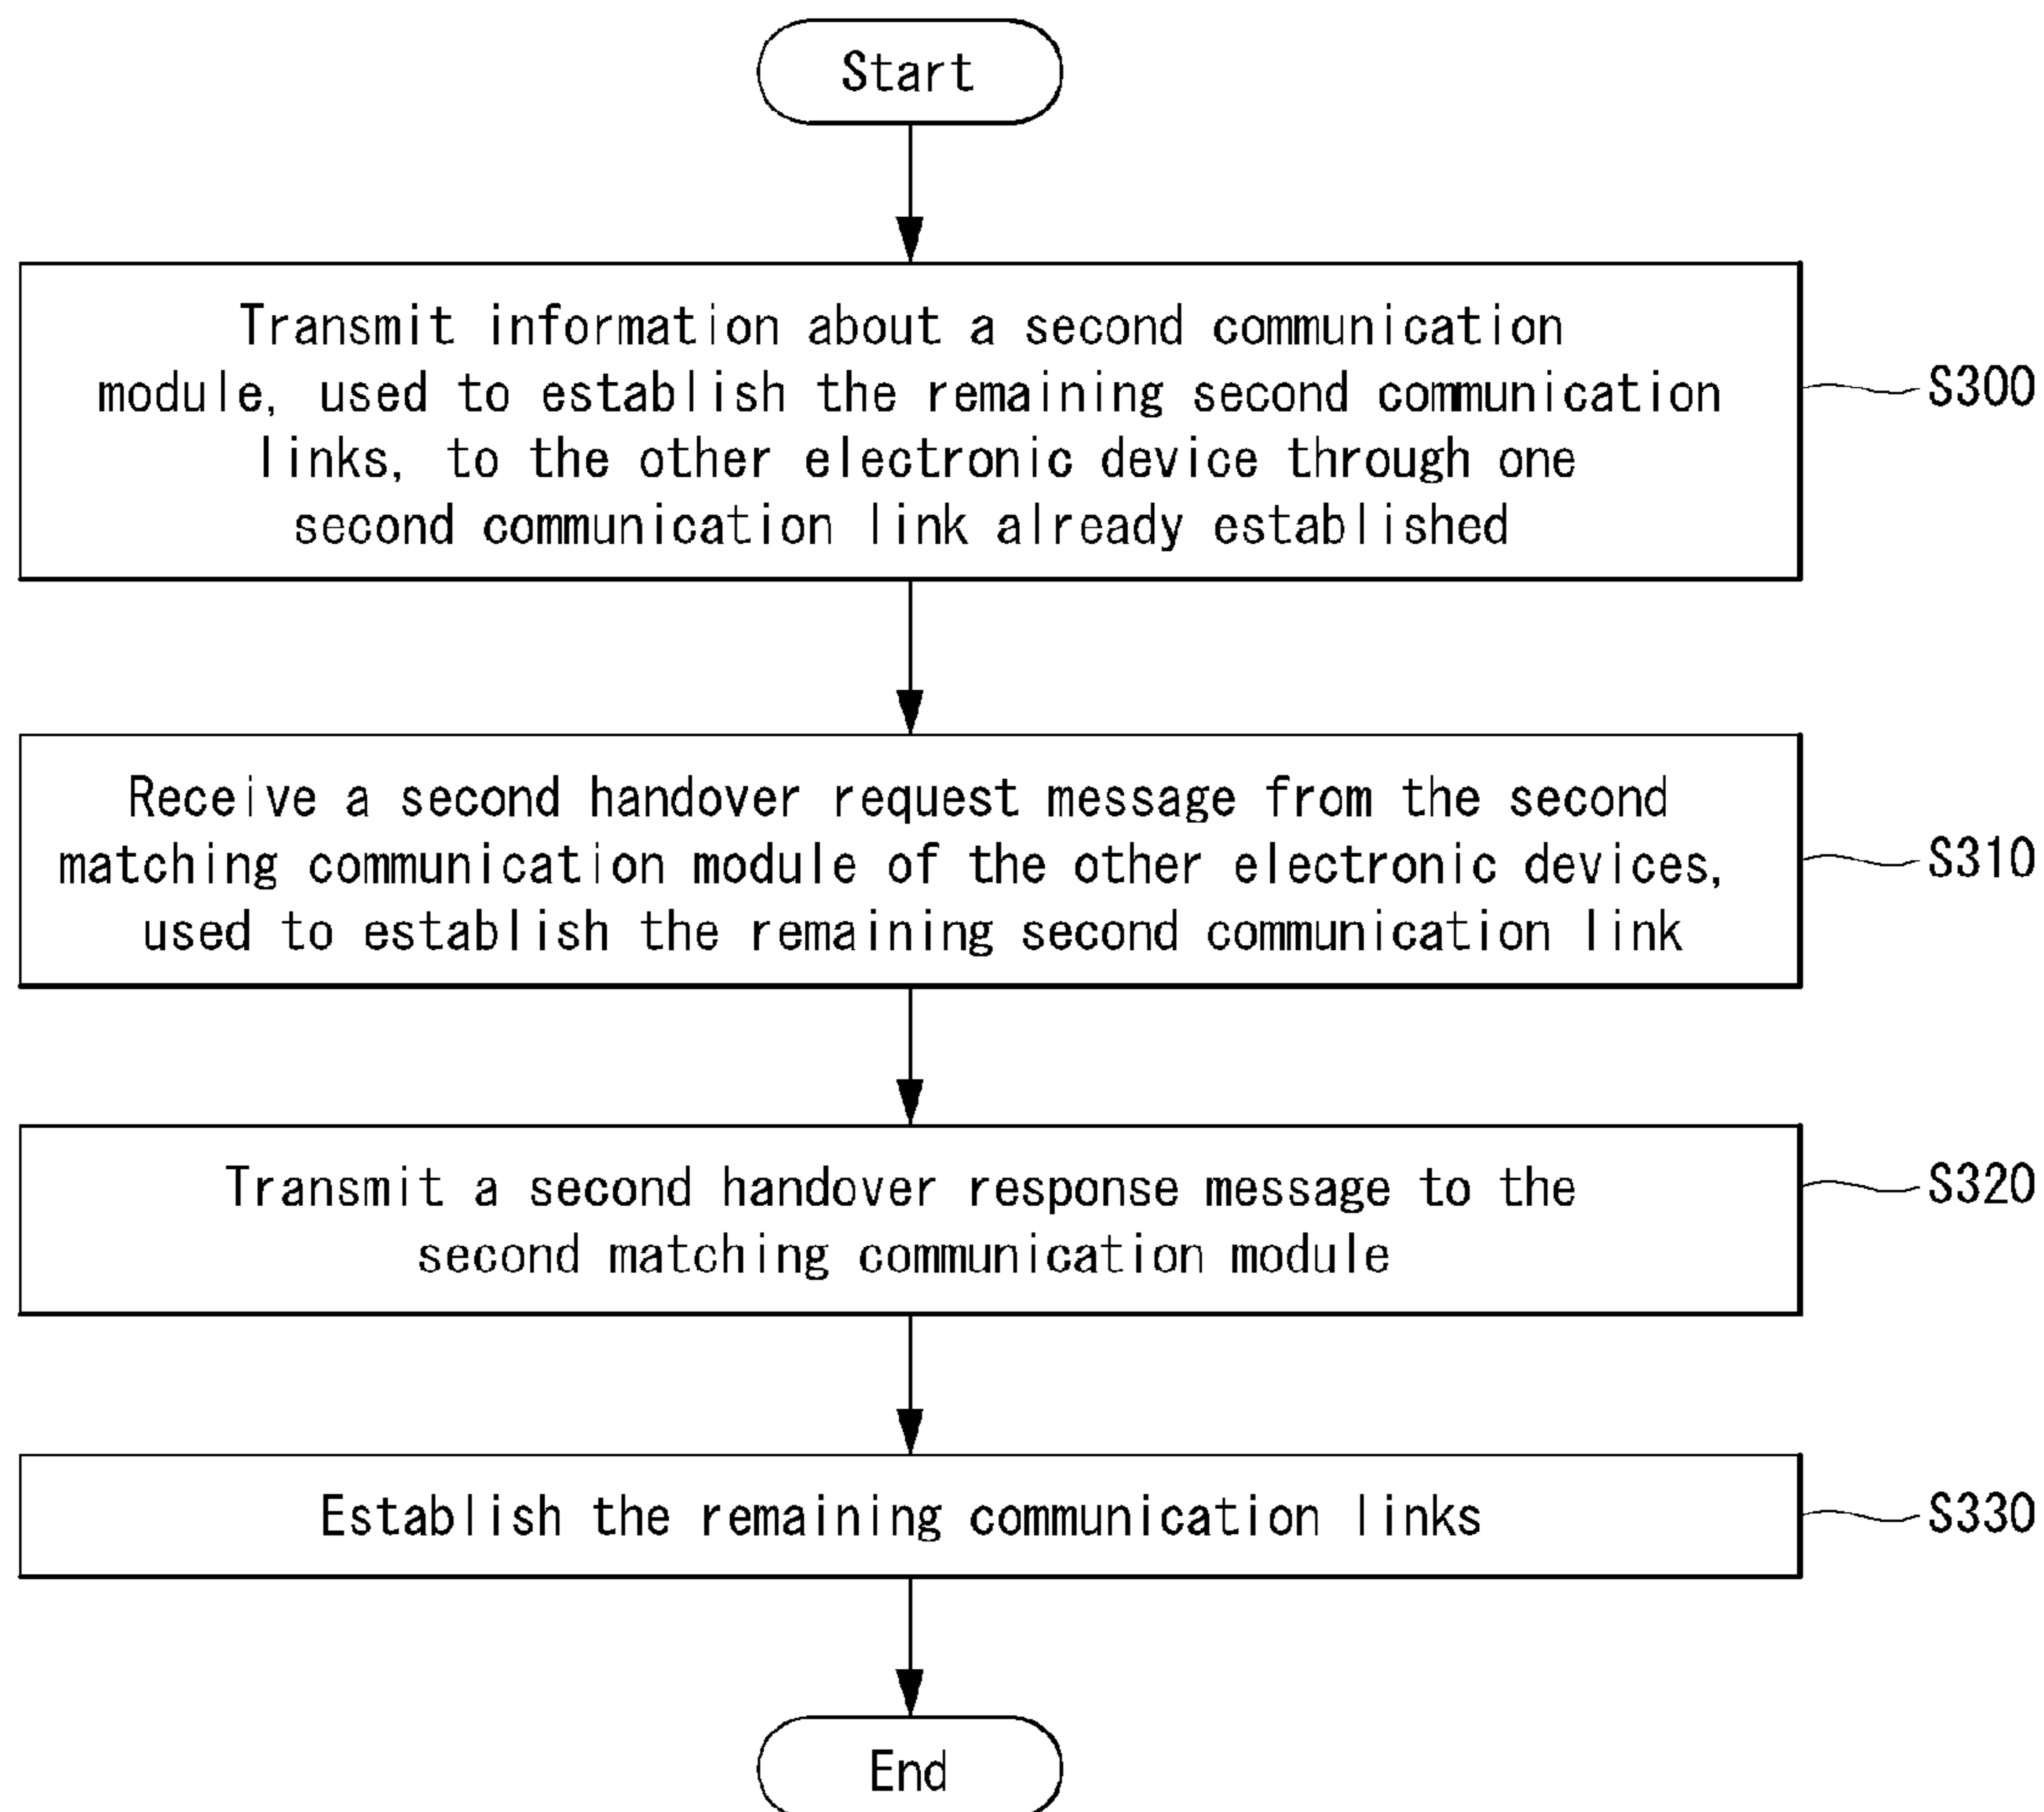 Start
Transmit information about a second communication
module, used to establish the remaining second communication
links, to the other electronic device through one
second communication link already established
S300
Receive a second handover request message from the second
matching communication module of the other electronic devices,
used to establish the remaining second communication link
S310
Transmit a second handover response message to the
second matching communication module
S320
Establish the remaining communication links
S330
End